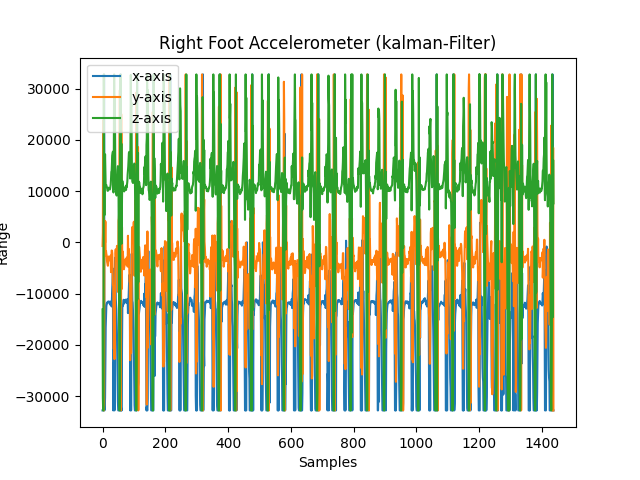 Right Foot Accelerometer (kalman-Filter)
x-axis
y-axis
z-axis
30000
20000
10000
0
−10000
−20000
−30000
Range
0 200 400 600 800 1000 1200 1400
Samples